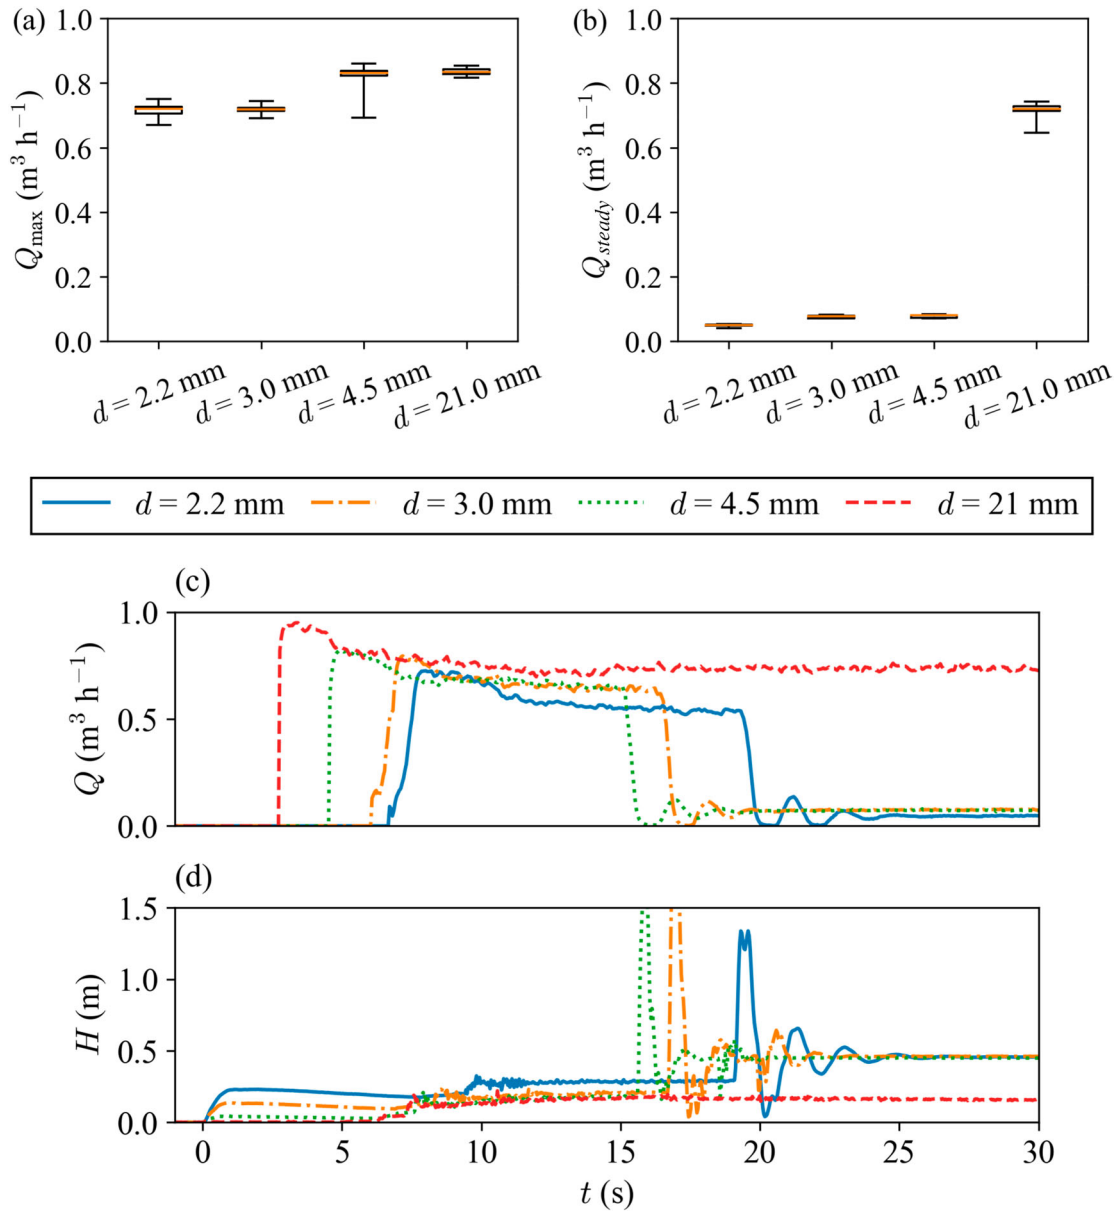 (a)
1.0
0.8
0.6
0.4
0.2
0.0
Q_max (m³ h⁻¹)
d = 2.2 mm
d = 3.0 mm
d = 4.5 mm
d = 21.0 mm
(b)
1.0
0.8
0.6
0.4
0.2
0.0
Q_steady (m³ h⁻¹)
d = 2.2 mm
d = 3.0 mm
d = 4.5 mm
d = 21.0 mm
d = 2.2 mm d = 3.0 mm d = 4.5 mm d = 21 mm
(c)
1.0
0.5
0.0
Q (m³ h⁻¹)
(d)
1.5
1.0
0.5
0.0
H (m)
0 5 10 15 20 25 30
t (s)